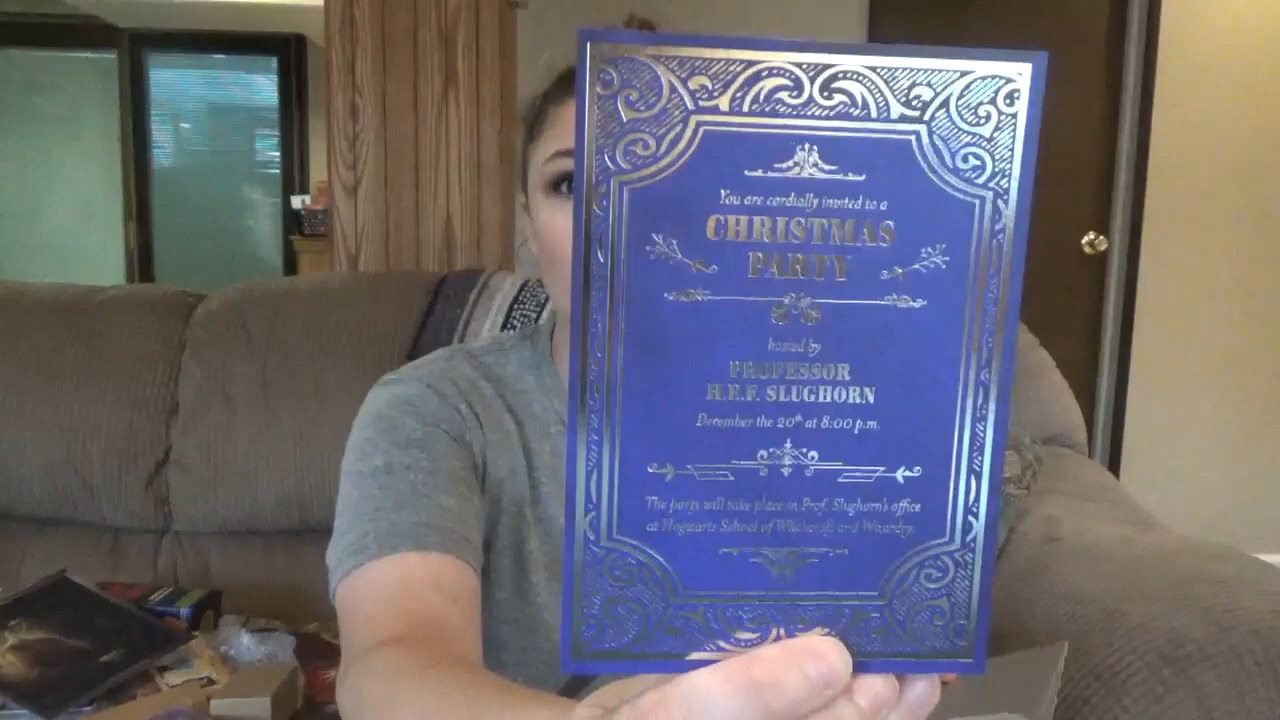 You are cordially invited to a
CHRISTMAS
PARTY
hosted by
PROFESSOR
H.E.F. SLUGHORN
December the 20th at 8:00 p.m.
The party will take place in Prof. Slughorn's office
at Hogwarts School of Witchcraft and Wizardry.